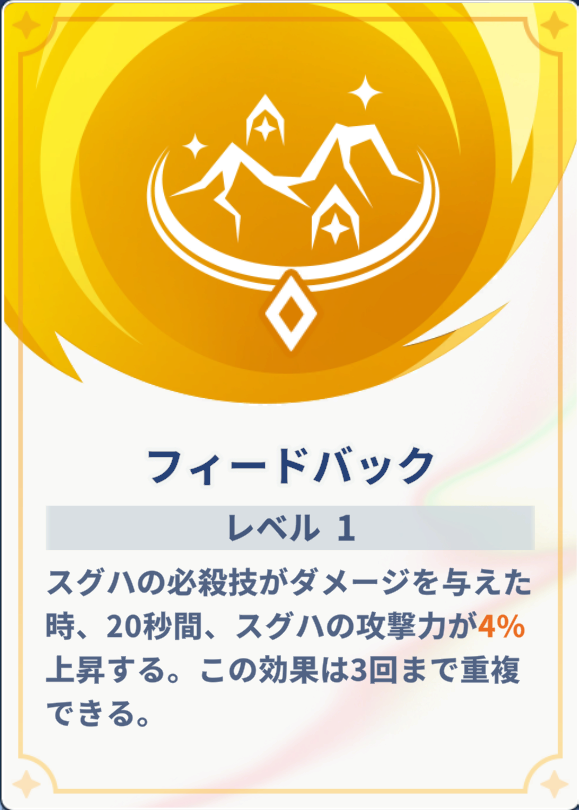 フィードバック
レベル 1
スグハの必殺技がダメージを与えた
時、20秒間、スグハの攻撃力が4%
上昇する。この効果は3回まで重複
できる。